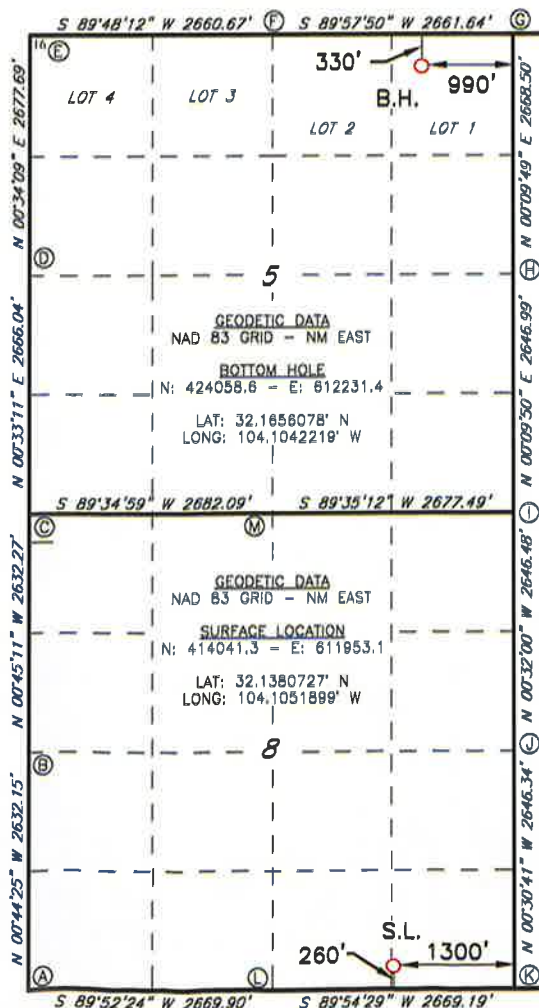 S 89°48'12" W 2660.67' F S 89°57'50" W 2661.64' G
16 E
330'
990'
B.H.
LOT 4 LOT 3
LOT 2 LOT 1
N 00°34'09" E 2677.69'
N 00°09'49" E 2668.50'
D
H
5
GEODETIC DATA
NAD 83 GRID - NM EAST
BOTTOM HOLE
N: 424058.6 - E: 612231.4
LAT: 32.1656078° N
LONG: 104.1042219° W
N 00°33'11" E 2666.04'
N 00°09'50" E 2646.99'
S 89°34'59" W 2682.09' S 89°35'12" W 2677.49' I
C
M
GEODETIC DATA
NAD 83 GRID - NM EAST
SURFACE LOCATION
N: 414041.3 - E: 611953.1
LAT: 32.1380727° N
LONG: 104.1051899° W
N 00°45'11" W 2632.27'
N 00°32'00" W 2646.48'
8
J
B
N 00°44'25" W 2632.15'
N 00°30'41" W 2646.34'
S.L.
260'
1300'
A
L
K
S 89°52'24" W 2669.90' S 89°54'29" W 2669.19'